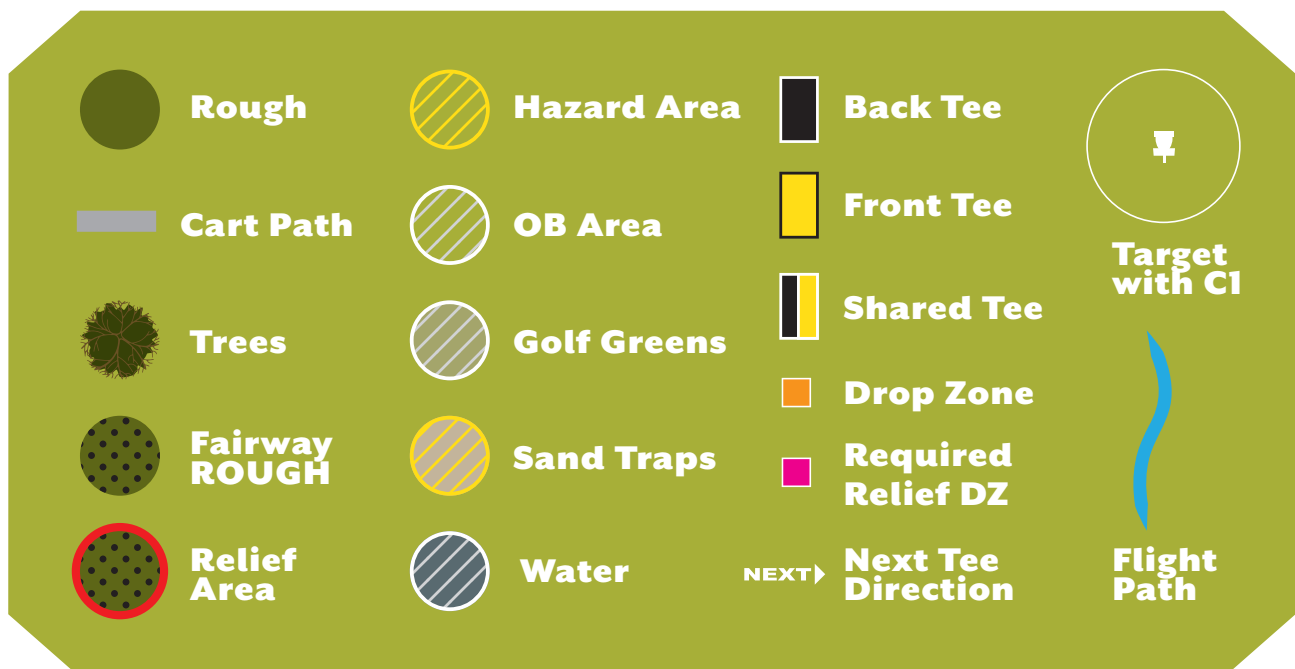 Rough
Cart Path
Trees
Fairway
ROUGH
Relief
Area
Hazard Area
OB Area
Golf Greens
Sand Traps
Water
Back Tee
Front Tee
Shared Tee
Drop Zone
Required
Relief DZ
NEXT
Next Tee
Direction
Target
with C1
Flight
Path